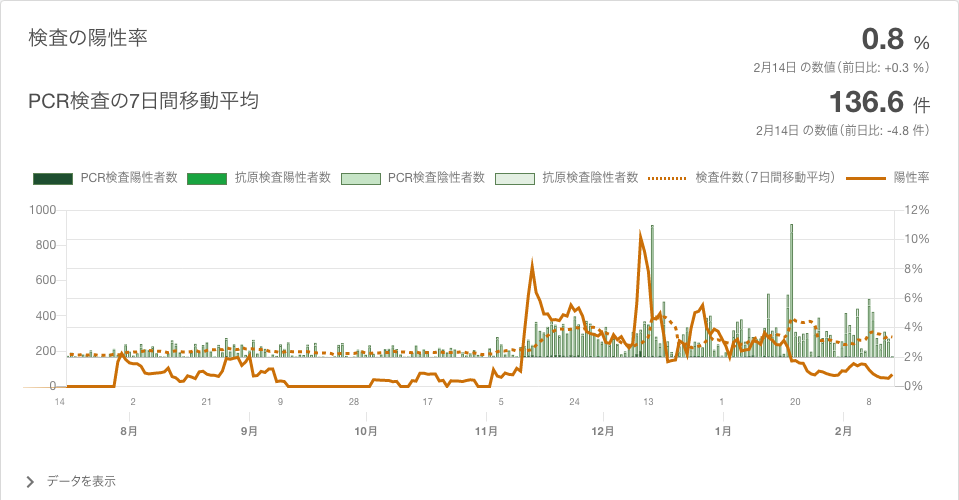 検査の陽性率
0.8 %
2月14日 の数値（前日比: +0.3 %）
PCR検査の7日間移動平均
136.6 件
2月14日 の数値（前日比: -4.8 件）
PCR検査陽性者数 抗原検査陽性者数 PCR検査陰性者数 抗原検査陰性者数 検査件数（7日間移動平均） 陽性率
1000 12%
10%
800
8%
600
6%
400
4%
200 2%
0 0%
14 2 21 9 28 17 5 24 13 1 20 8
8月 9月 10月 11月 12月 1月 2月
データを表示